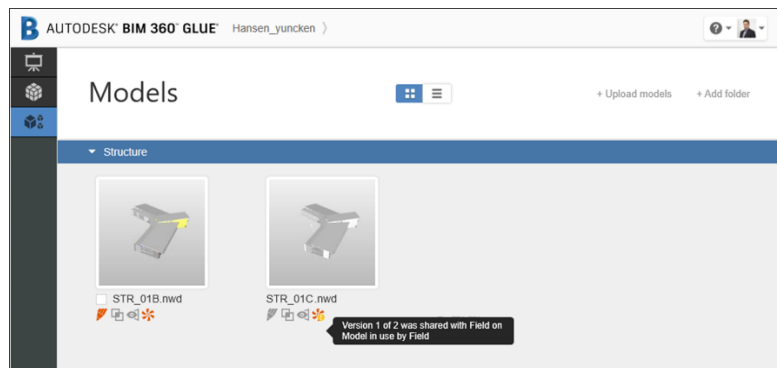 AUTODESK® BIM 360™ GLUE® Hansen_yuncken
Models
+ Upload models + Add folder
Structure
STR_01B.nwd
STR_01C.nwd
Version 1 of 2 was shared with Field on
Model in use by Field